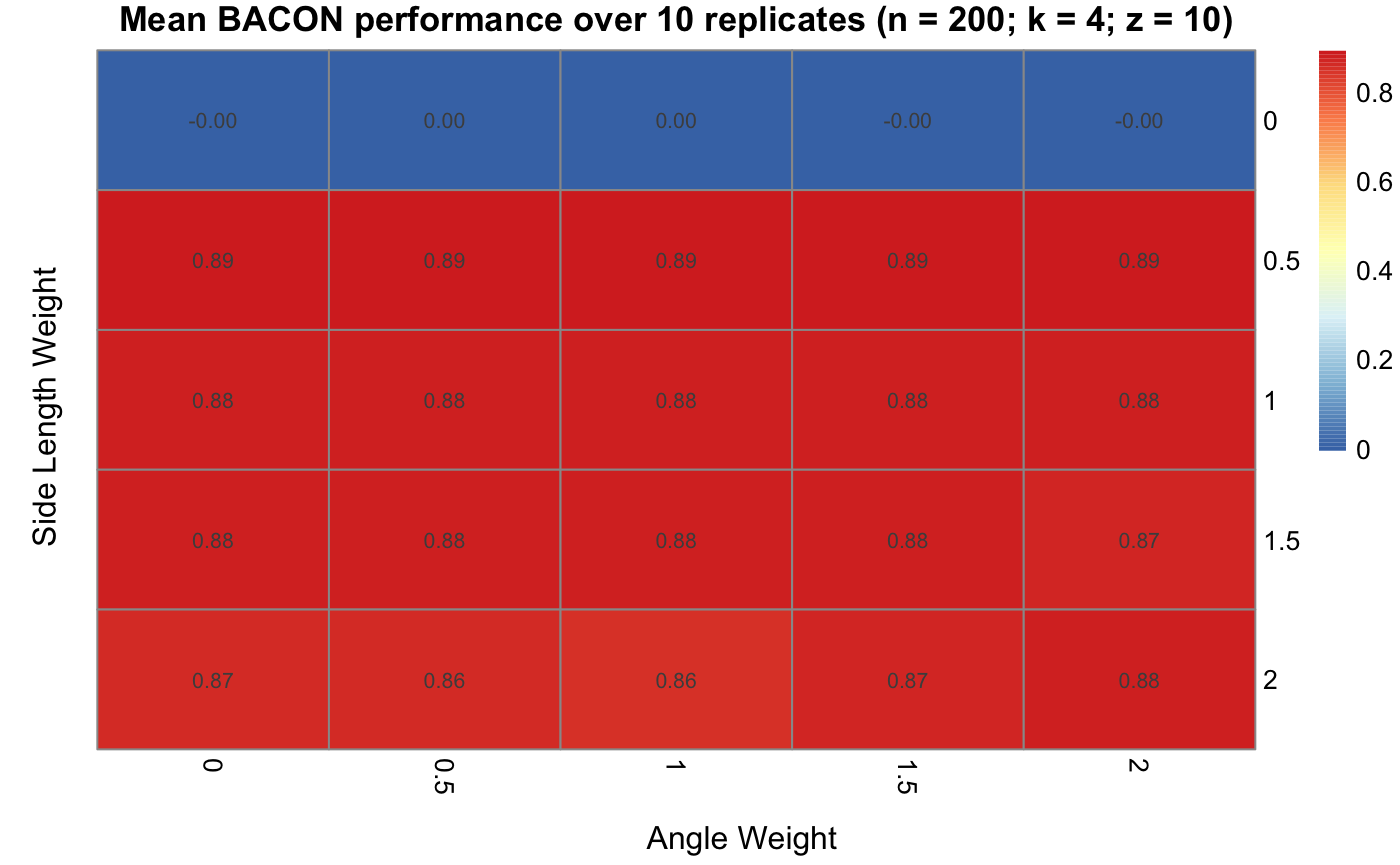 Mean BACON performance over 10 replicates (n = 200; k = 4; z = 10)
-0.00 0.00 0.00 -0.00 -0.00 0
0.89 0.89 0.89 0.89 0.89 0.5
0.88 0.88 0.88 0.88 0.88 1
0.88 0.88 0.88 0.88 0.87 1.5
0.87 0.86 0.86 0.87 0.88 2
0 0.5 1 1.5 2
Angle Weight
Side Length Weight
0.8
0.6
0.4
0.2
0